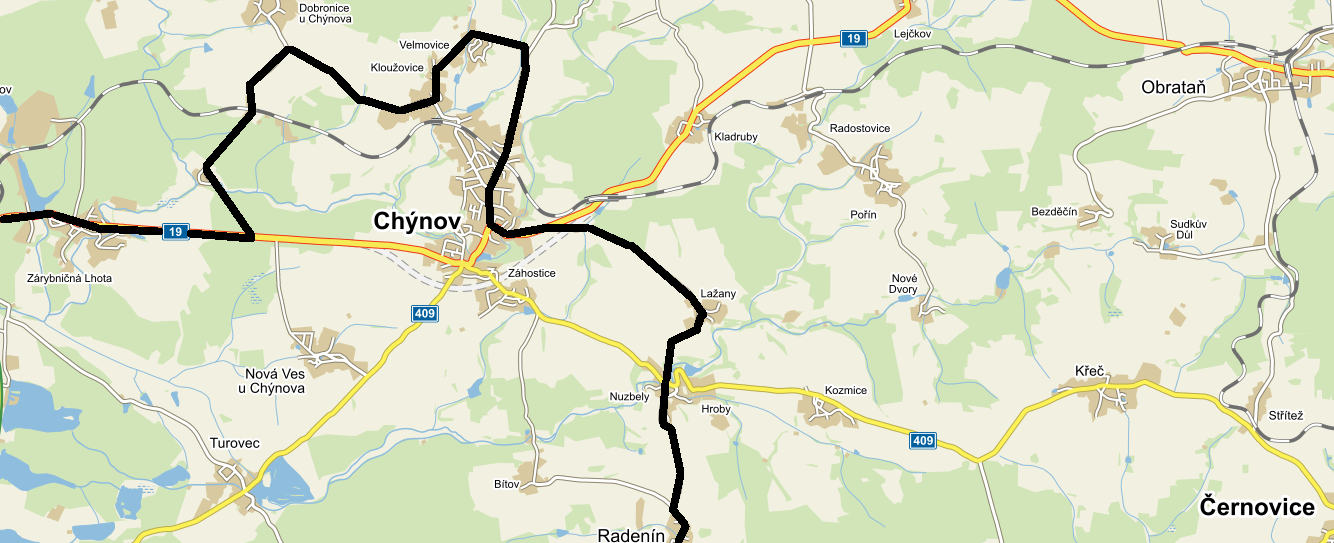 Dobronice
u Chýnova
Velmovice
Kloužovice
19
Lejčkov
Obrataň
ov
Kladruby
Radostovice
Pořín
Bezděčín
Sudkův
Důl
Chýnov
19
Zárybničná Lhota
Záhostice
Lažany
Nové
Dvory
409
Nová Ves
u Chýnova
Nuzbely
Hroby
Kozmice
Křeč
Střítež
409
Turovec
Bítov
Radenín
Černovice